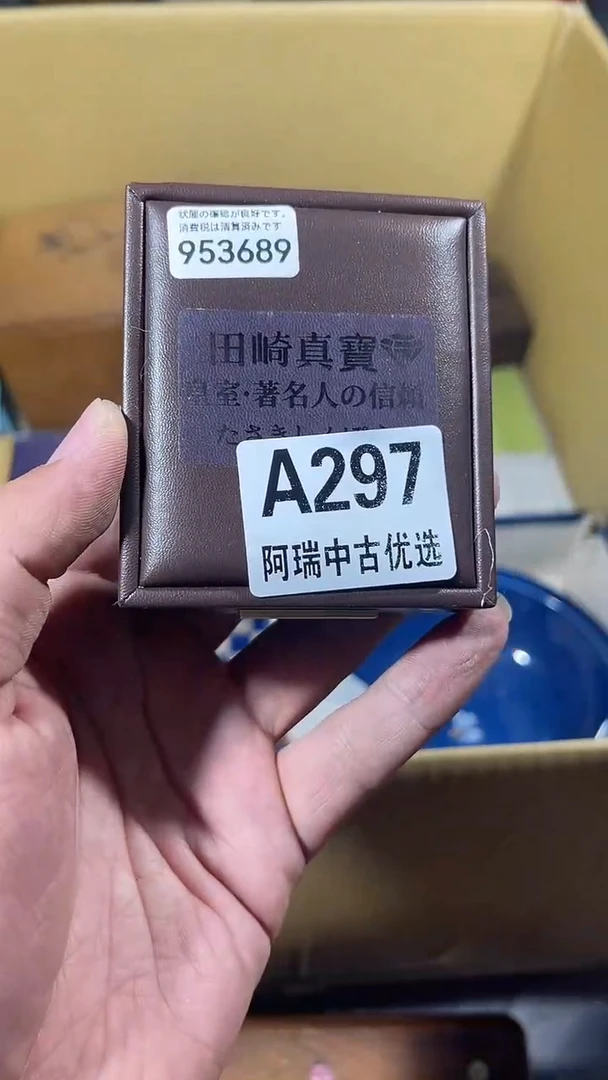 状態の確認が良好です。
消費税は清算済みです
953689
田崎真寶
皇室·著名人の信頼
A297
阿瑞中古优选